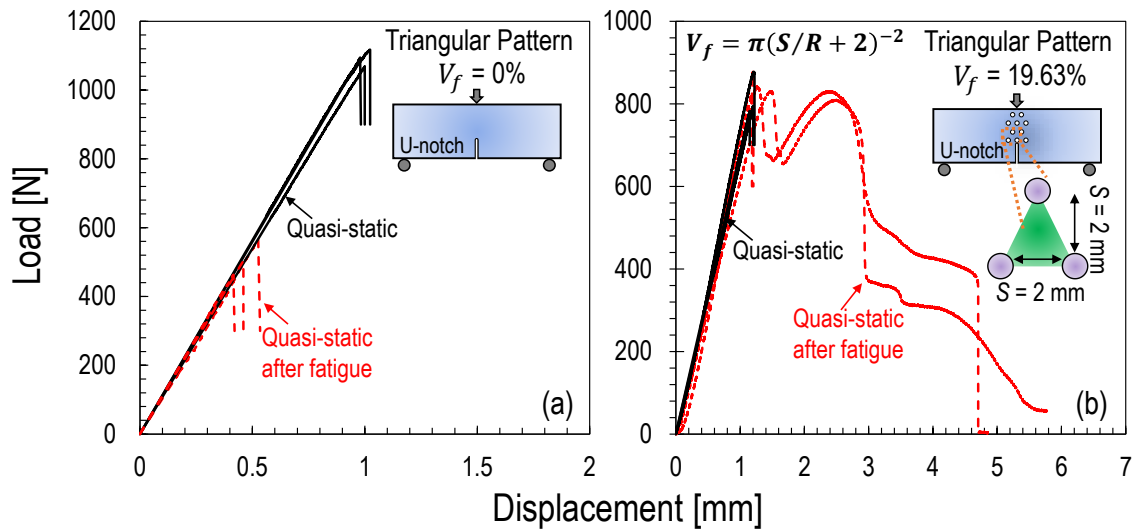 Load [N]
1200
1000
800
600
400
200
0
0
0.5
1
1.5
2
Triangular Pattern
V_f = 0%
U-notch
Quasi-static
Quasi-static
after fatigue
(a)
1000
800
600
400
200
0
0
1
2
3
4
5
6
7
V_f = π(S/R + 2)⁻²
Triangular Pattern
V_f = 19.63%
U-notch
S = 2 mm
S = 2 mm
Quasi-static
Quasi-static
after fatigue
(b)
Displacement [mm]